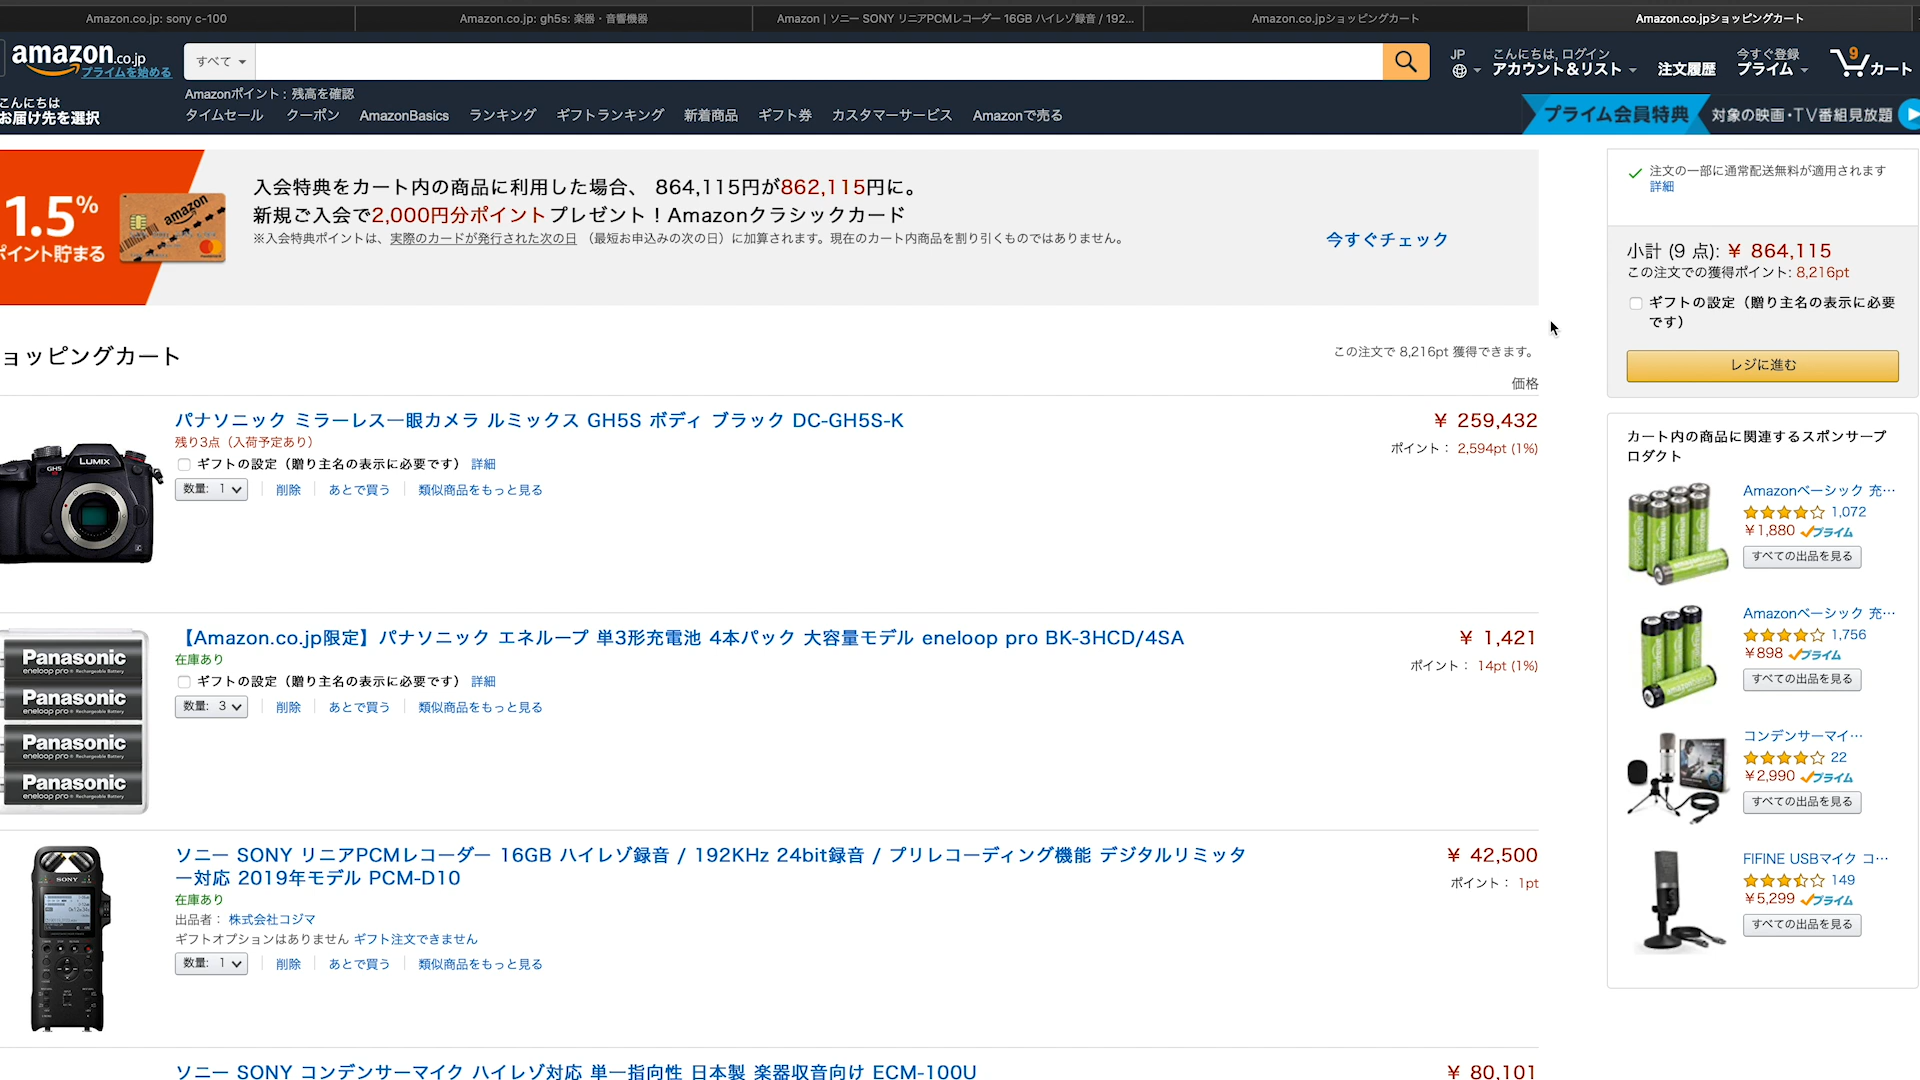 Amazon.co.jp: sony c-100
Amazon.co.jp: gh5s: 楽器・音響機器
Amazon | ソニー SONY リニアPCMレコーダー 16GB ハイレゾ録音 / 192...
Amazon.co.jpショッピングカート
Amazon.co.jpショッピングカート
amazon.co.jp
プライムを始める
すべて
JP
こんにちは, ログイン
アカウント&リスト
注文履歴
今すぐ登録
プライム
9
カート
こんにちは
お届け先を選択
Amazonポイント：残高を確認
タイムセール クーポン AmazonBasics ランキング ギフトランキング 新着商品 ギフト券 カスタマーサービス Amazonで売る
プライム会員特典 対象の映画・TV番組見放題
1.5%
ポイント貯まる
amazon
入会特典をカート内の商品に利用した場合、 864,115円が862,115円に。
新規ご入会で2,000円分ポイントプレゼント！Amazonクラシックカード
※入会特典ポイントは、実際のカードが発行された次の日 （最短お申込みの次の日）に加算されます。現在のカート内商品を割り引くものではありません。
今すぐチェック
注文の一部に通常配送無料が適用されます
詳細
小計 (9 点): ¥ 864,115
この注文での獲得ポイント: 8,216pt
ギフトの設定（贈り主名の表示に必要
です）
レジに進む
ョッピングカート
この注文で 8,216pt 獲得できます。
価格
パナソニック ミラーレス一眼カメラ ルミックス GH5S ボディ ブラック DC-GH5S-K
¥ 259,432
残り3点（入荷予定あり）
ポイント： 2,594pt (1%)
ギフトの設定（贈り主名の表示に必要です） 詳細
数量: 1 削除 あとで買う 類似商品をもっと見る
LUMIX
GH5
【Amazon.co.jp限定】パナソニック エネループ 単3形充電池 4本パック 大容量モデル eneloop pro BK-3HCD/4SA
¥ 1,421
在庫あり
ポイント： 14pt (1%)
ギフトの設定（贈り主名の表示に必要です） 詳細
数量: 3 削除 あとで買う 類似商品をもっと見る
Panasonic
eneloop pro Rechargeable Battery
Panasonic
eneloop pro Rechargeable Battery
Panasonic
eneloop pro Rechargeable Battery
Panasonic
eneloop pro Rechargeable Battery
ソニー SONY リニアPCMレコーダー 16GB ハイレゾ録音 / 192KHz 24bit録音 / プリレコーディング機能 デジタルリミッタ
ー対応 2019年モデル PCM-D10
¥ 42,500
在庫あり
ポイント： 1pt
出品者： 株式会社コジマ
ギフトオプションはありません ギフト注文できません
数量: 1 削除 あとで買う 類似商品をもっと見る
SONY
ソニー SONY コンデンサーマイク ハイレゾ対応 単一指向性 日本製 楽器収音向け ECM-100U
¥ 80,101
カート内の商品に関連するスポンサープ
ロダクト
Amazonベーシック 充…
1,072
¥1,880 プライム
すべての出品を見る
Amazonベーシック 充…
1,756
¥898 プライム
すべての出品を見る
コンデンサーマイ…
22
¥2,990 プライム
すべての出品を見る
FIFINE USBマイク コ…
149
¥5,299 プライム
すべての出品を見る